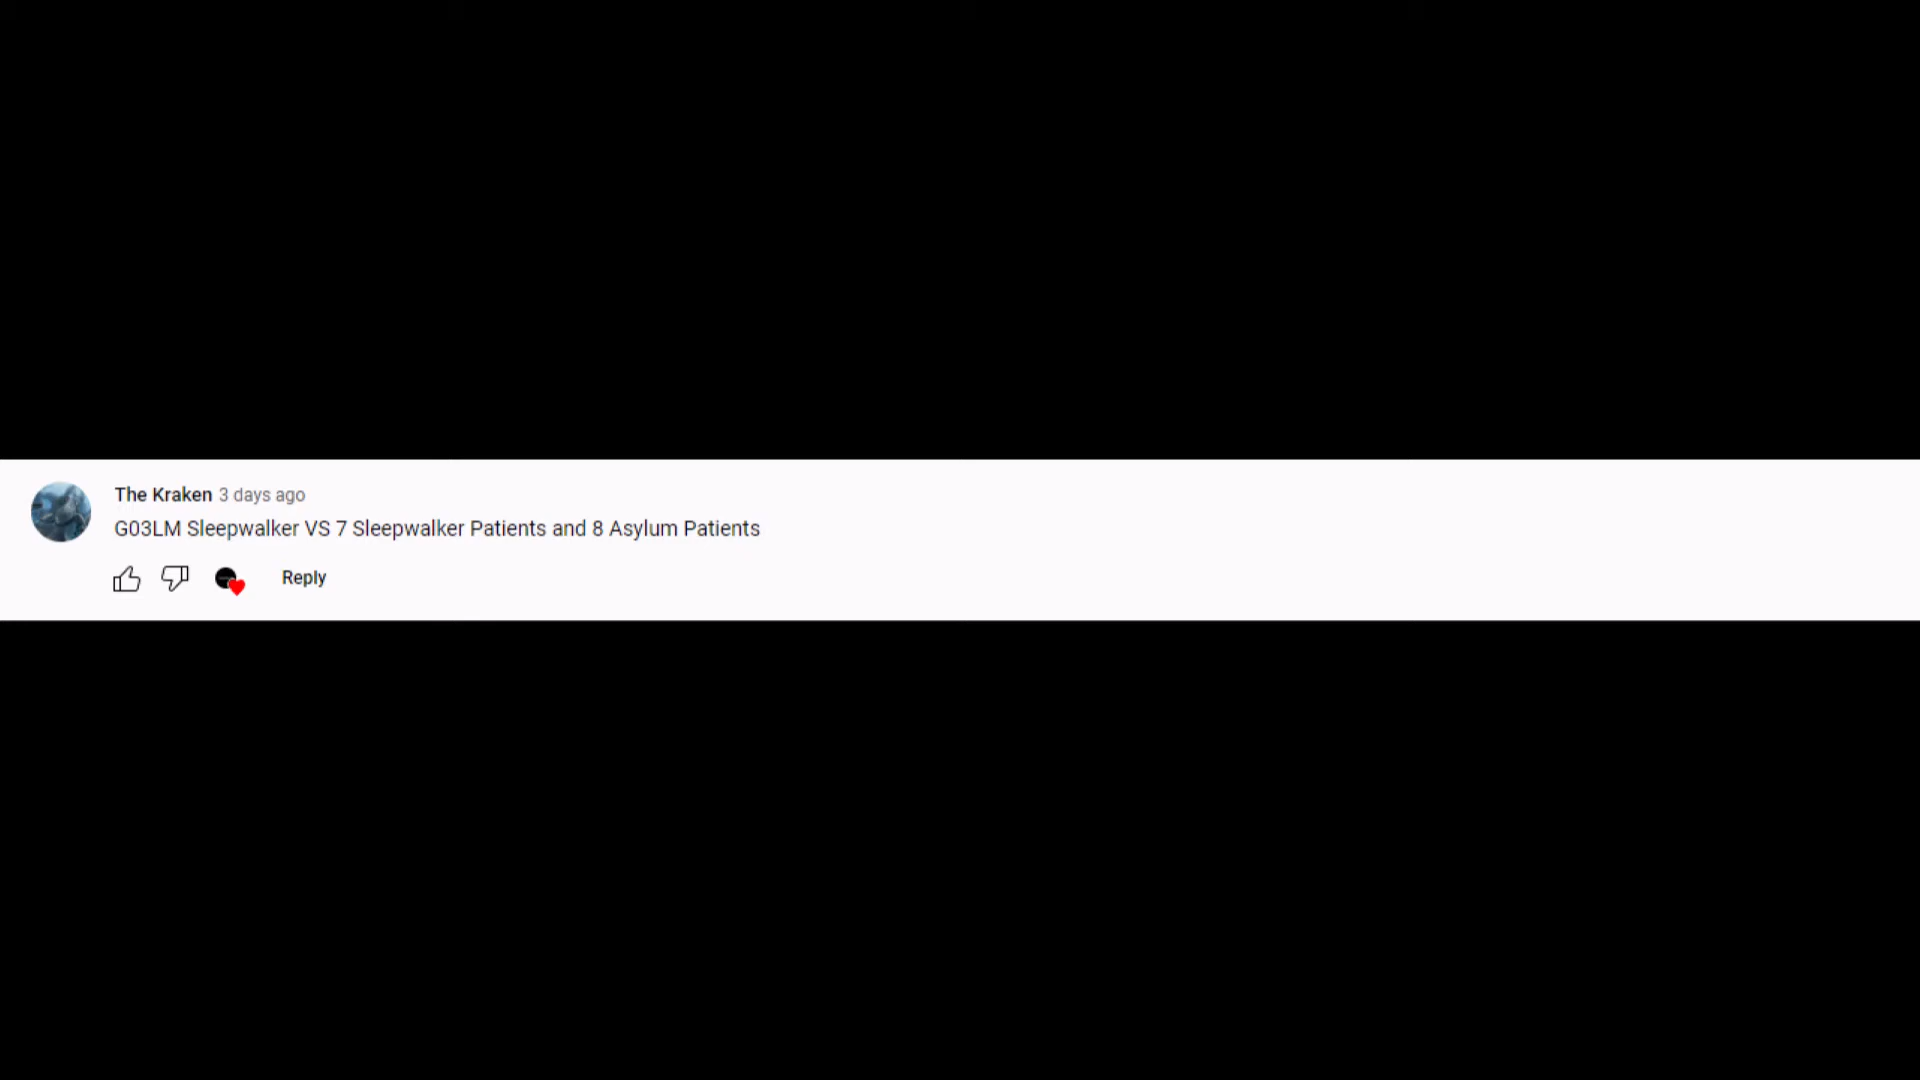 The Kraken 3 days ago
G03LM Sleepwalker VS 7 Sleepwalker Patients and 8 Asylum Patients
Reply